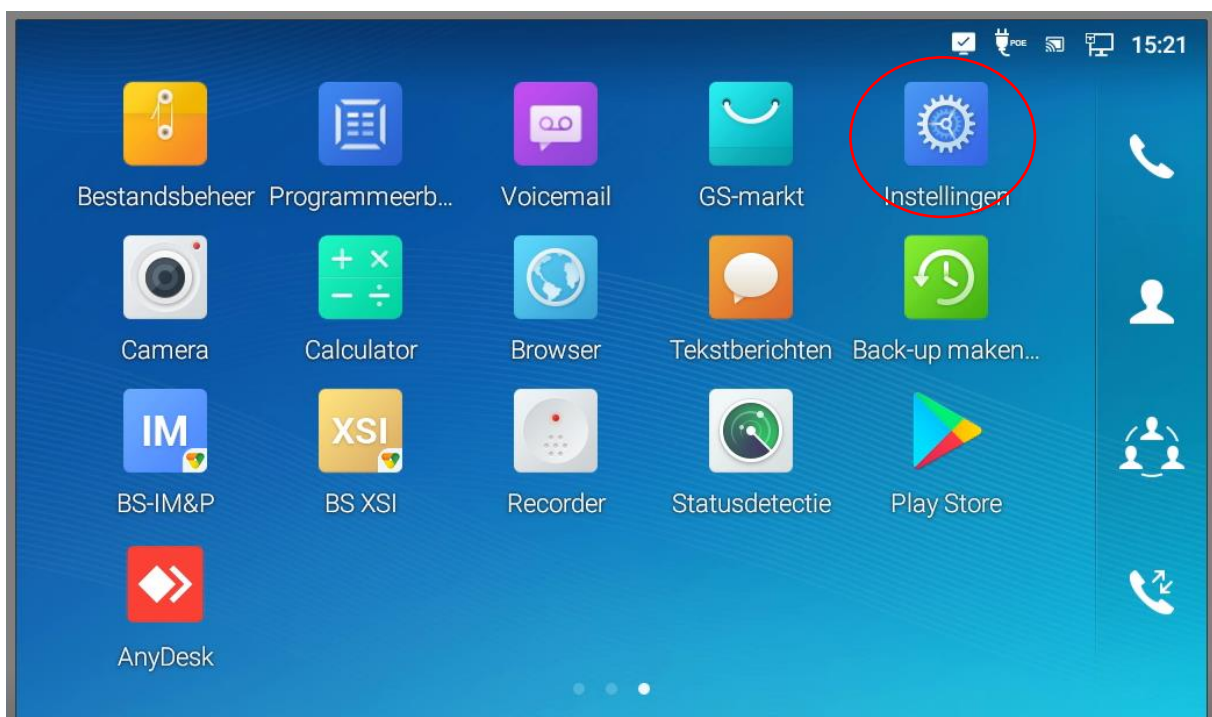 POE 15:21
Bestandsbeheer Programmeerb... Voicemail GS-markt Instellingen
Camera Calculator Browser Tekstberichten Back-up maken...
IM XSI
BS-IM&P BS XSI Recorder Statusdetectie Play Store
AnyDesk